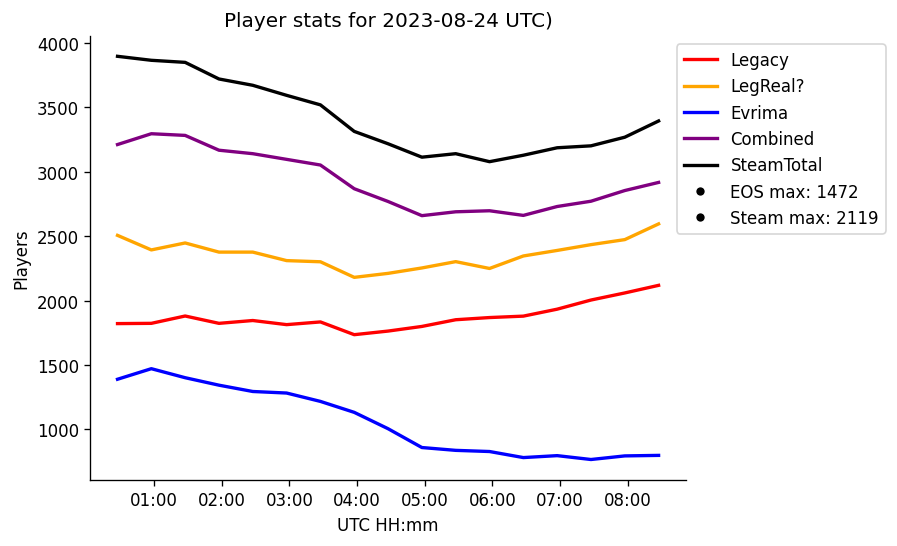 Player stats for 2023-08-24 UTC)
4000
3500
3000
2500
2000
1500
1000
Players
01:00 02:00 03:00 04:00 05:00 06:00 07:00 08:00
UTC HH:mm
Legacy
LegReal?
Evrima
Combined
SteamTotal
EOS max: 1472
Steam max: 2119